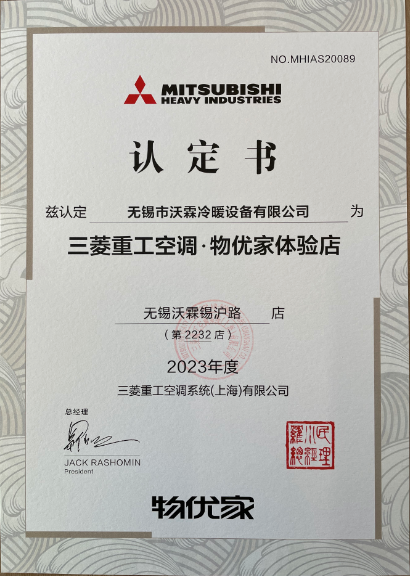 NO.MHIAS20089
MITSUBISHI
HEAVY INDUSTRIES
认定书
兹认定 无锡市沃霖冷暖设备有限公司 为
三菱重工空调·物优家体验店
无锡沃霖锡沪路 店
(第2232店)
2023年度
三菱重工空调系统(上海)有限公司
总经理
JACK RASHOMIN
President
物优家